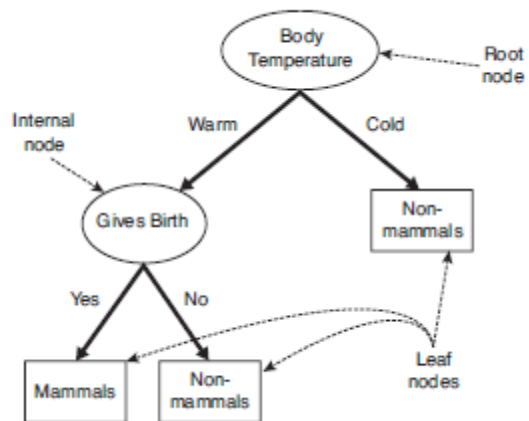 Body
Temperature
Root
node
Internal
node
Warm
Cold
Gives Birth
Non-
mammals
Yes
No
Mammals
Non-
mammals
Leaf
nodes